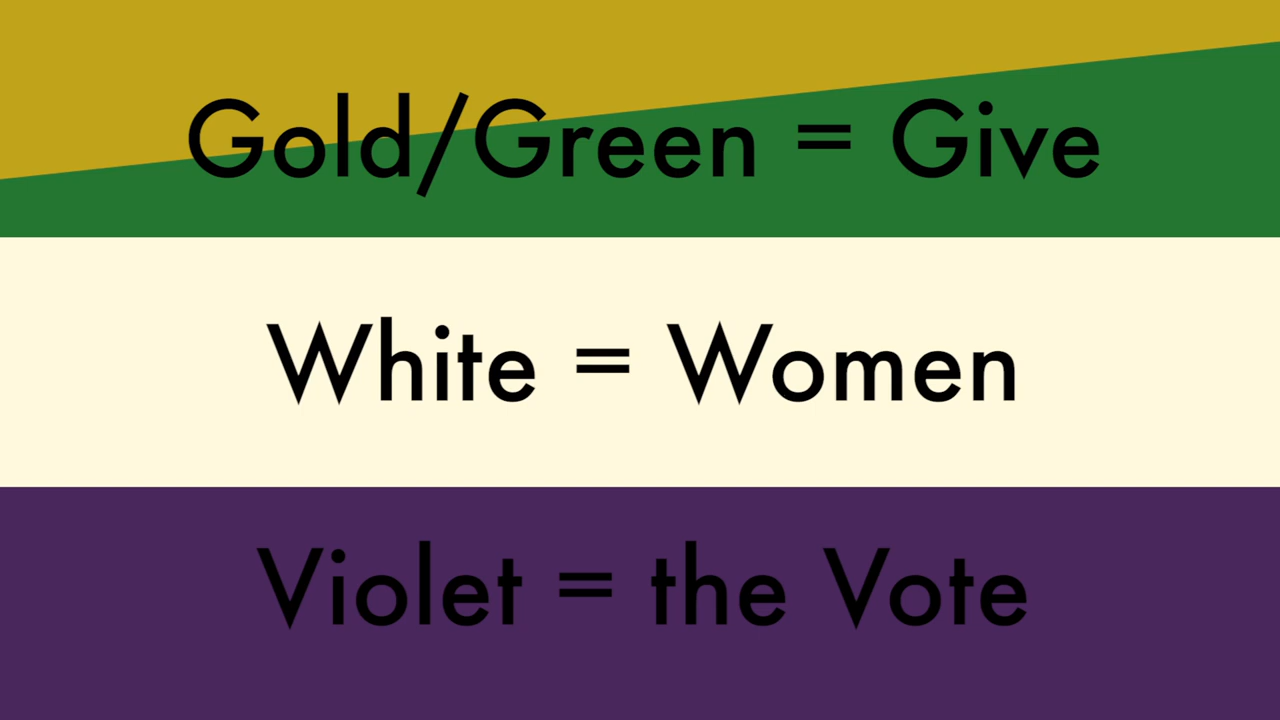 Gold/Green = Give
White = Women
Violet = the Vote